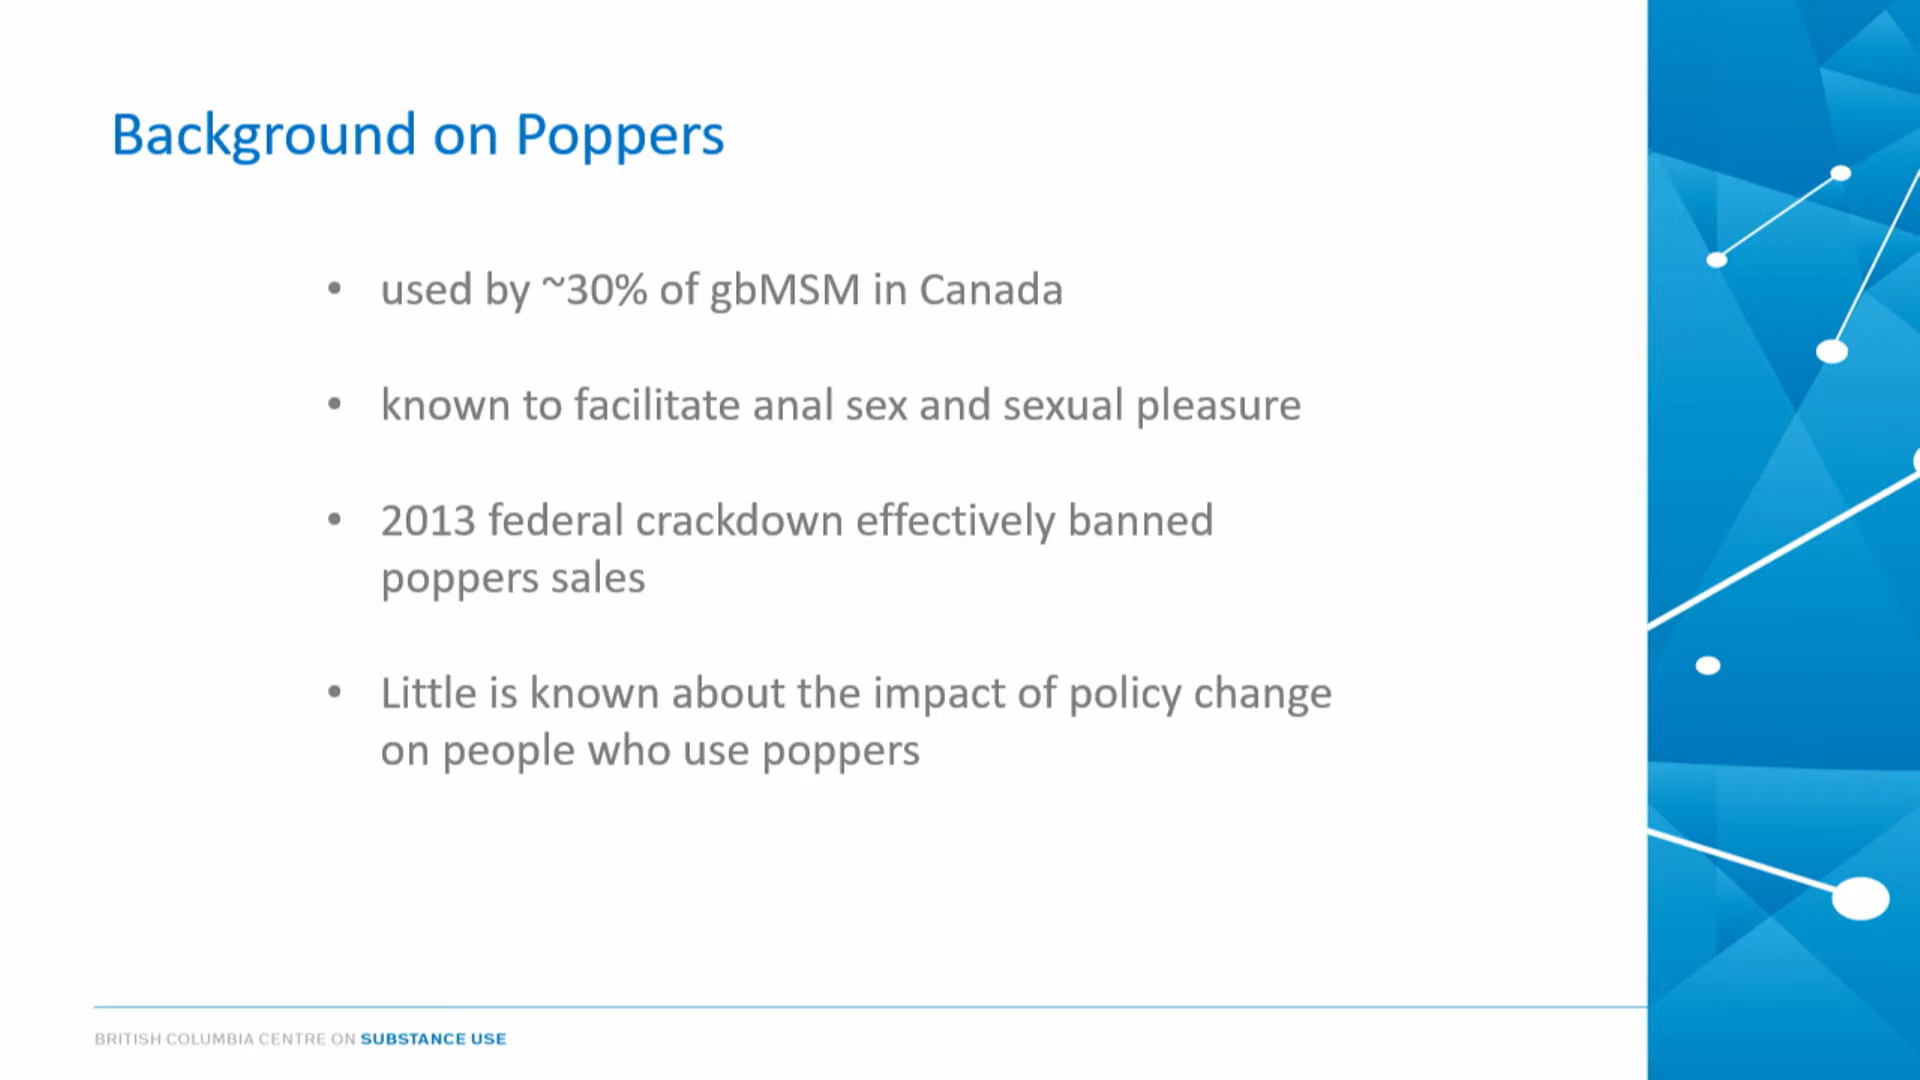 Background on Poppers
• used by ~30% of gbMSM in Canada
• known to facilitate anal sex and sexual pleasure
• 2013 federal crackdown effectively banned
poppers sales
• Little is known about the impact of policy change
on people who use poppers
BRITISH COLUMBIA CENTRE ON SUBSTANCE USE